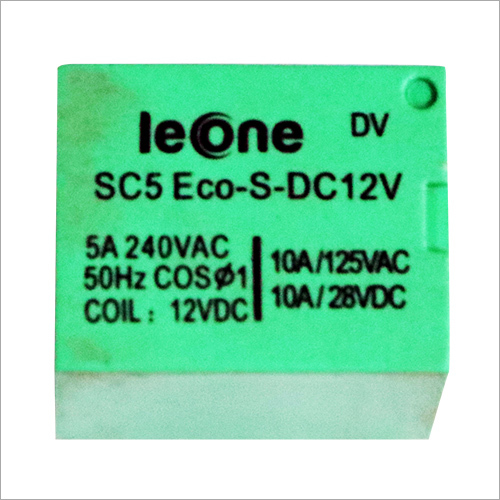 leone DV
SC5 Eco-S-DC12V
5A 240VAC
50Hz COSØ1
COIL : 12VDC
10A/125VAC
10A/28VDC